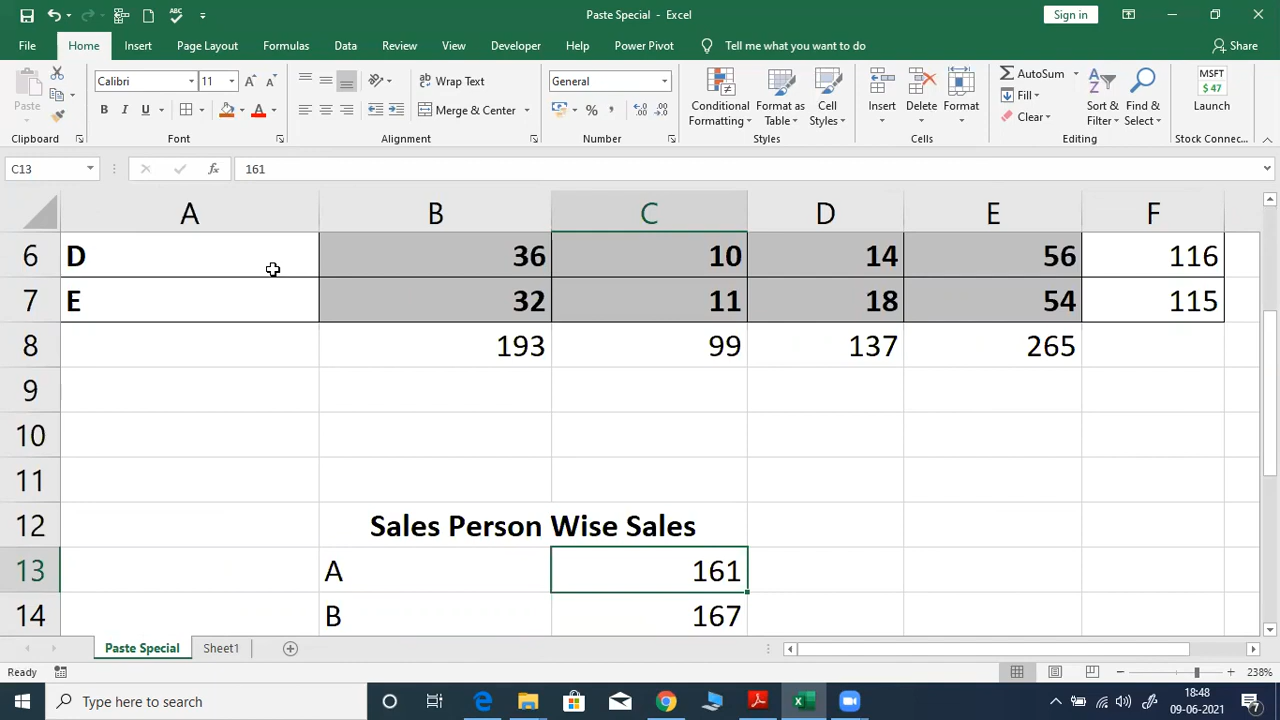 Paste Special - Excel
Sign in
File Home Insert Page Layout Formulas Data Review View Developer Help Power Pivot Tell me what you want to do Share
Paste
Calibri 11
B I U
A A
Wrap Text
Merge & Center
General
Conditional Formatting
Format as Table
Cell Styles
Insert
Delete
Format
AutoSum
Fill
Clear
Sort & Filter
Find & Select
MSFT
$ 47
Launch
Clipboard Font Alignment Number Styles Cells Editing Stock Connec...
C13 fx 161
A B C D E F
6 D 36 10 14 56 116
7 E 32 11 18 54 115
8 193 99 137 265
9
10
11
12 Sales Person Wise Sales
13 A 161
14 B 167
Paste Special Sheet1
Ready 238%
Type here to search
18:48
09-06-2021
7